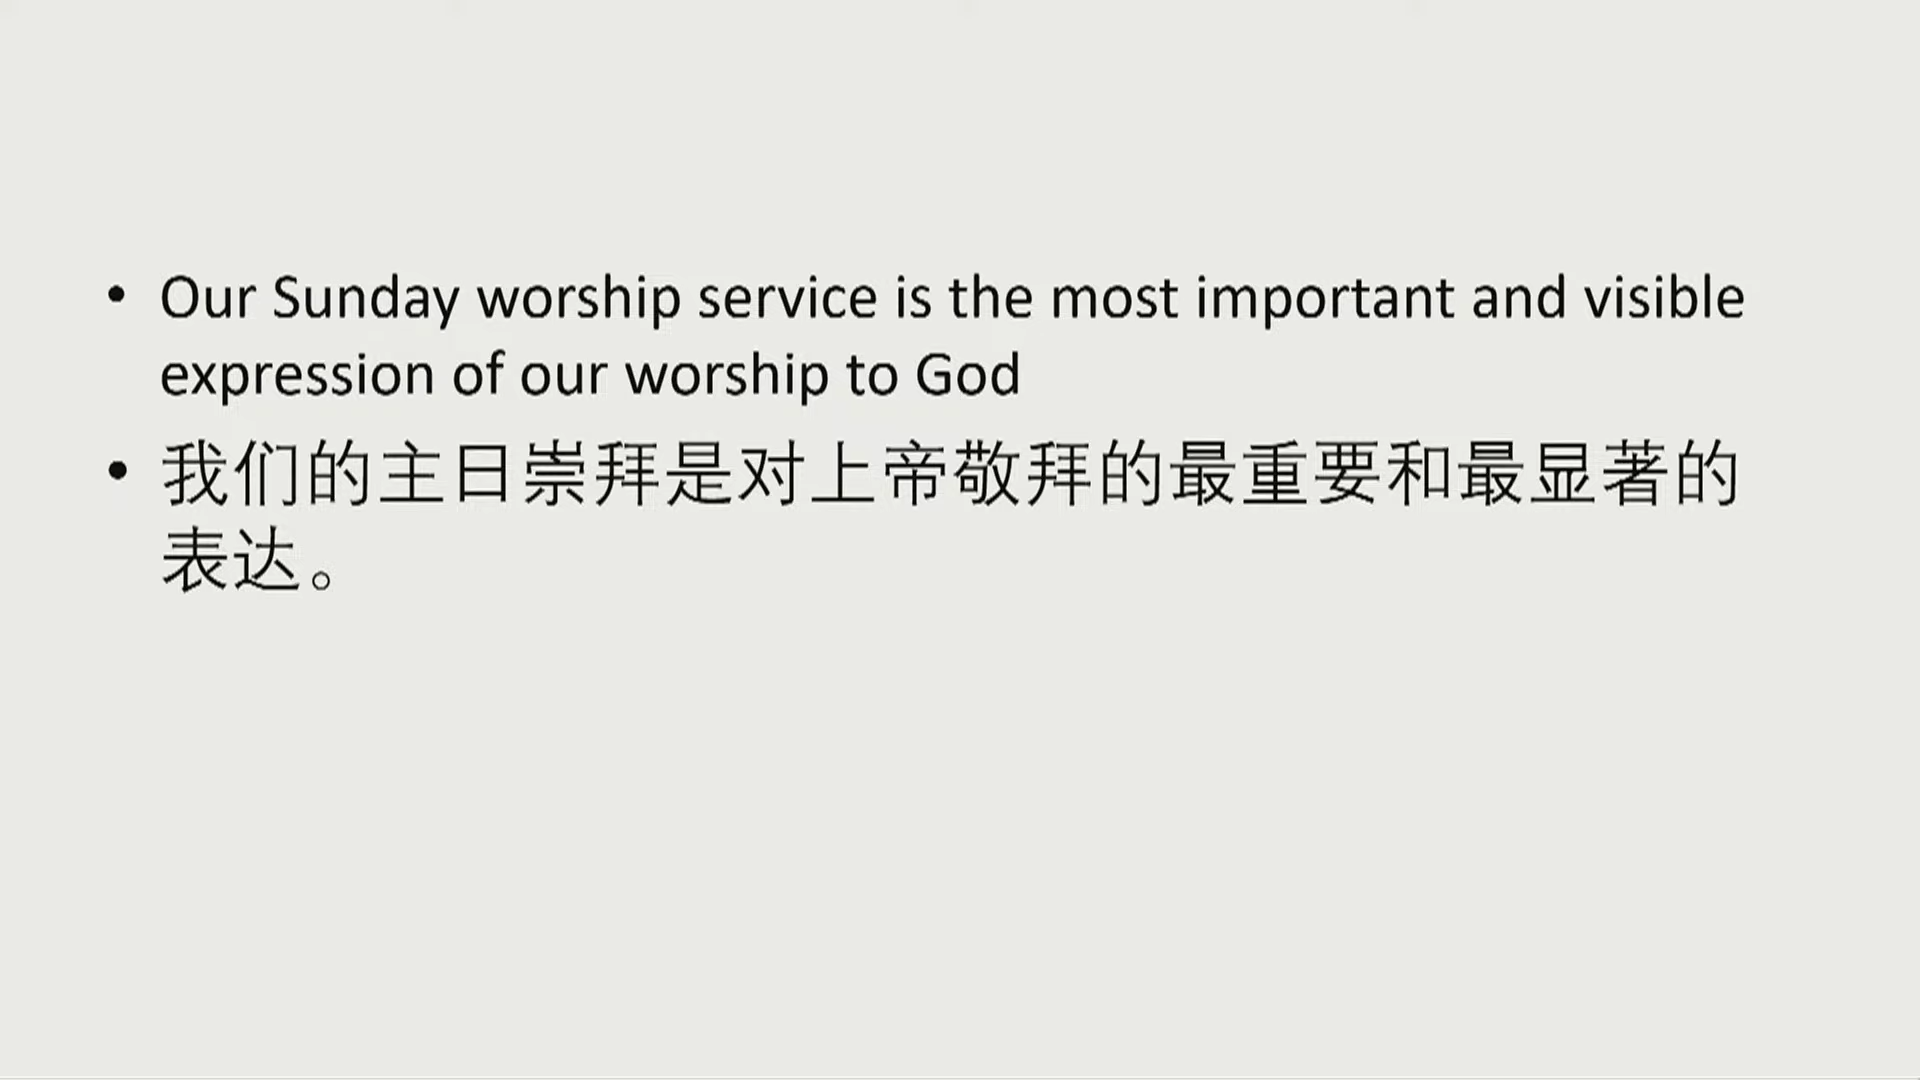 • Our Sunday worship service is the most important and visible
expression of our worship to God
• 我们的主日崇拜是对上帝敬拜的最重要和最显著的
表达。